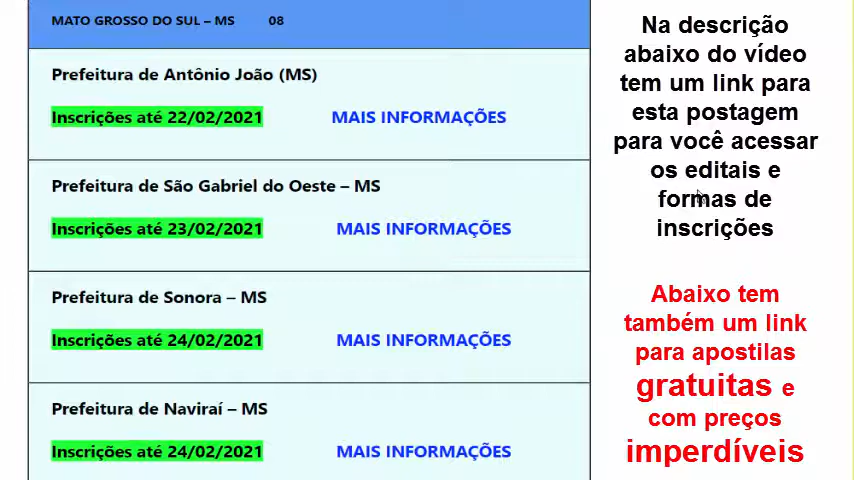 MATO GROSSO DO SUL – MS 08
Prefeitura de Antônio João (MS)
Inscrições até 22/02/2021 MAIS INFORMAÇÕES
Prefeitura de São Gabriel do Oeste – MS
Inscrições até 23/02/2021 MAIS INFORMAÇÕES
Prefeitura de Sonora – MS
Inscrições até 24/02/2021 MAIS INFORMAÇÕES
Prefeitura de Naviraí – MS
Inscrições até 24/02/2021 MAIS INFORMAÇÕES
Na descrição
abaixo do vídeo
tem um link para
esta postagem
para você acessar
os editais e
formas de
inscrições
Abaixo tem
também um link
para apostilas
gratuitas e
com preços
imperdíveis